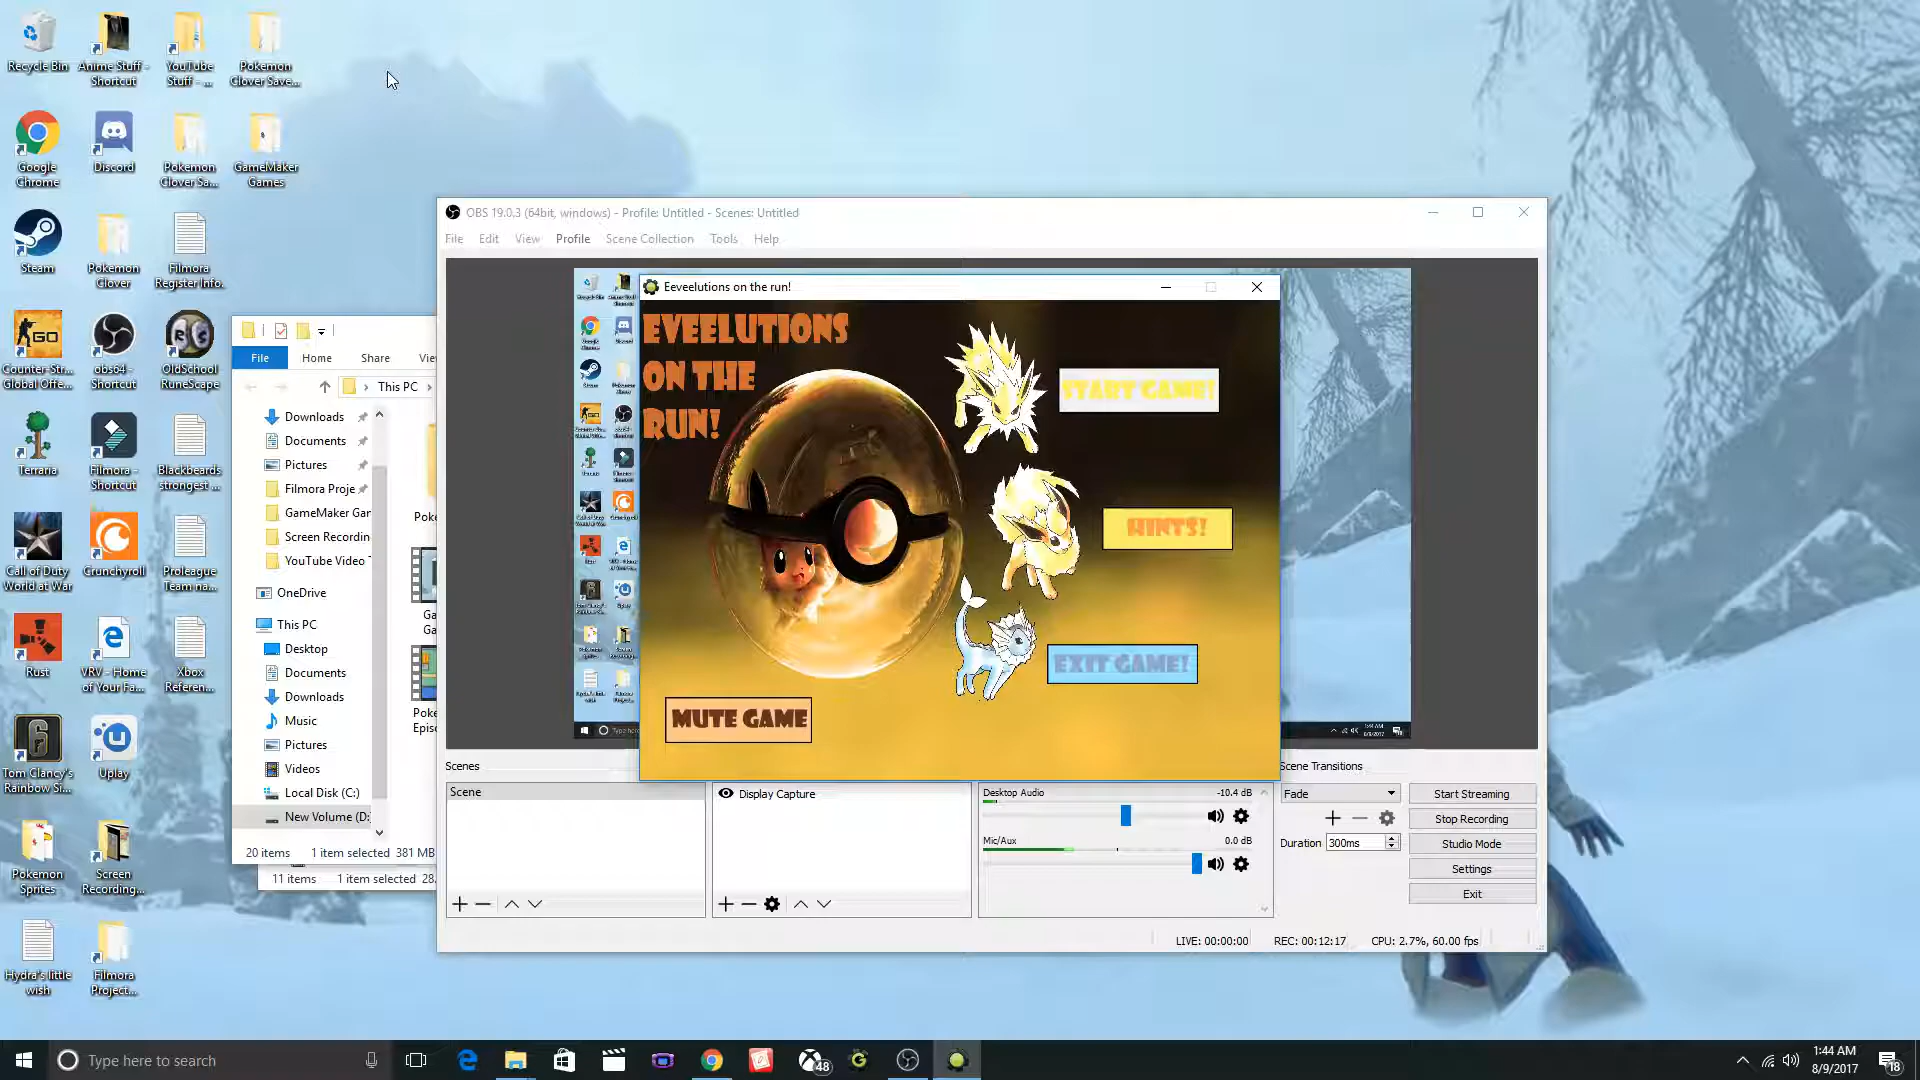 Recycle Bin
Anime Stuff -
Shortcut
YouTube
Stuff - ...
Pokemon
Clover Save...
Google
Chrome
Discord
Pokemon
Clover Sa...
GameMaker
Games
Steam
Pokemon
Clover
Filmora
Register Info.
Counter-Str...
Global Offe...
obs64 -
Shortcut
OldSchool
RuneScape
Terraria
Filmora -
Shortcut
Blackbeards
strongest ...
Call of Duty
World at War
Crunchyroll
Proleague
Team na...
Rust
VRV - Home
of Your Fa...
Xbox
Referen...
Tom Clancy's
Rainbow Si...
Uplay
Pokemon
Sprites
Screen
Recording...
Hydra's little
wish
Filmora
Project...
File
Home
Share
This PC
Downloads
Documents
Pictures
Filmora Proje
GameMaker Gar
Screen Recordin
YouTube Video
OneDrive
This PC
Desktop
Documents
Downloads
Music
Pictures
Videos
Local Disk (C:)
New Volume (D:
20 items 1 item selected 381 MB
11 items 1 item selected 28.
OBS 19.0.3 (64bit, windows) - Profile: Untitled - Scenes: Untitled
File Edit View Profile Scene Collection Tools Help
Eeveelutions on the run!
EVEELUTIONS
ON THE
RUN!
START GAME!
HINTS!
EXIT GAME!
MUTE GAME
Scenes
Scene Transitions
Scene
Display Capture
Desktop Audio -10.4 dB
Mic/Aux 0.0 dB
Fade
Duration 300ms
Start Streaming
Stop Recording
Studio Mode
Settings
Exit
LIVE: 00:00:00 REC: 00:12:17 CPU: 2.7%, 60.00 fps
Type here to search
48
1:44 AM
8/9/2017
18